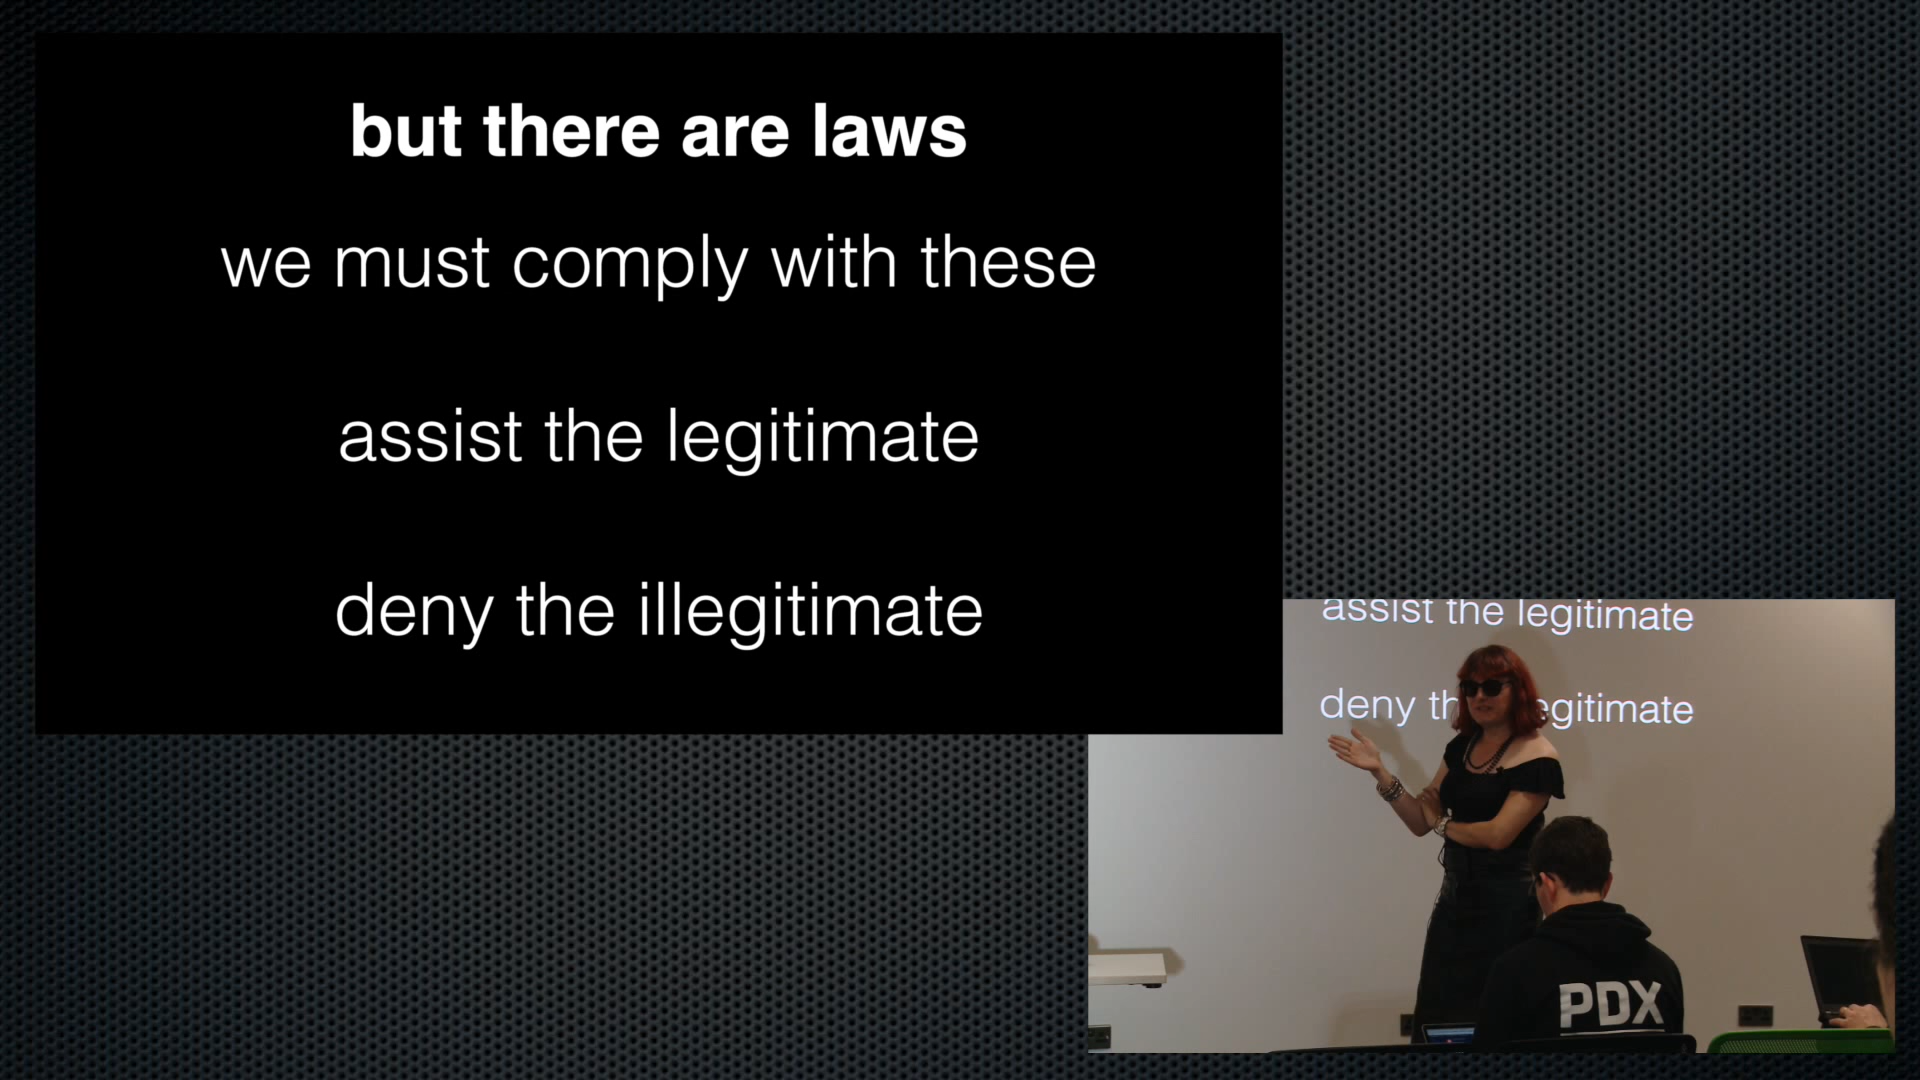 but there are laws
we must comply with these
assist the legitimate
deny the illegitimate
assist the legitimate
deny th egitimate
PDX